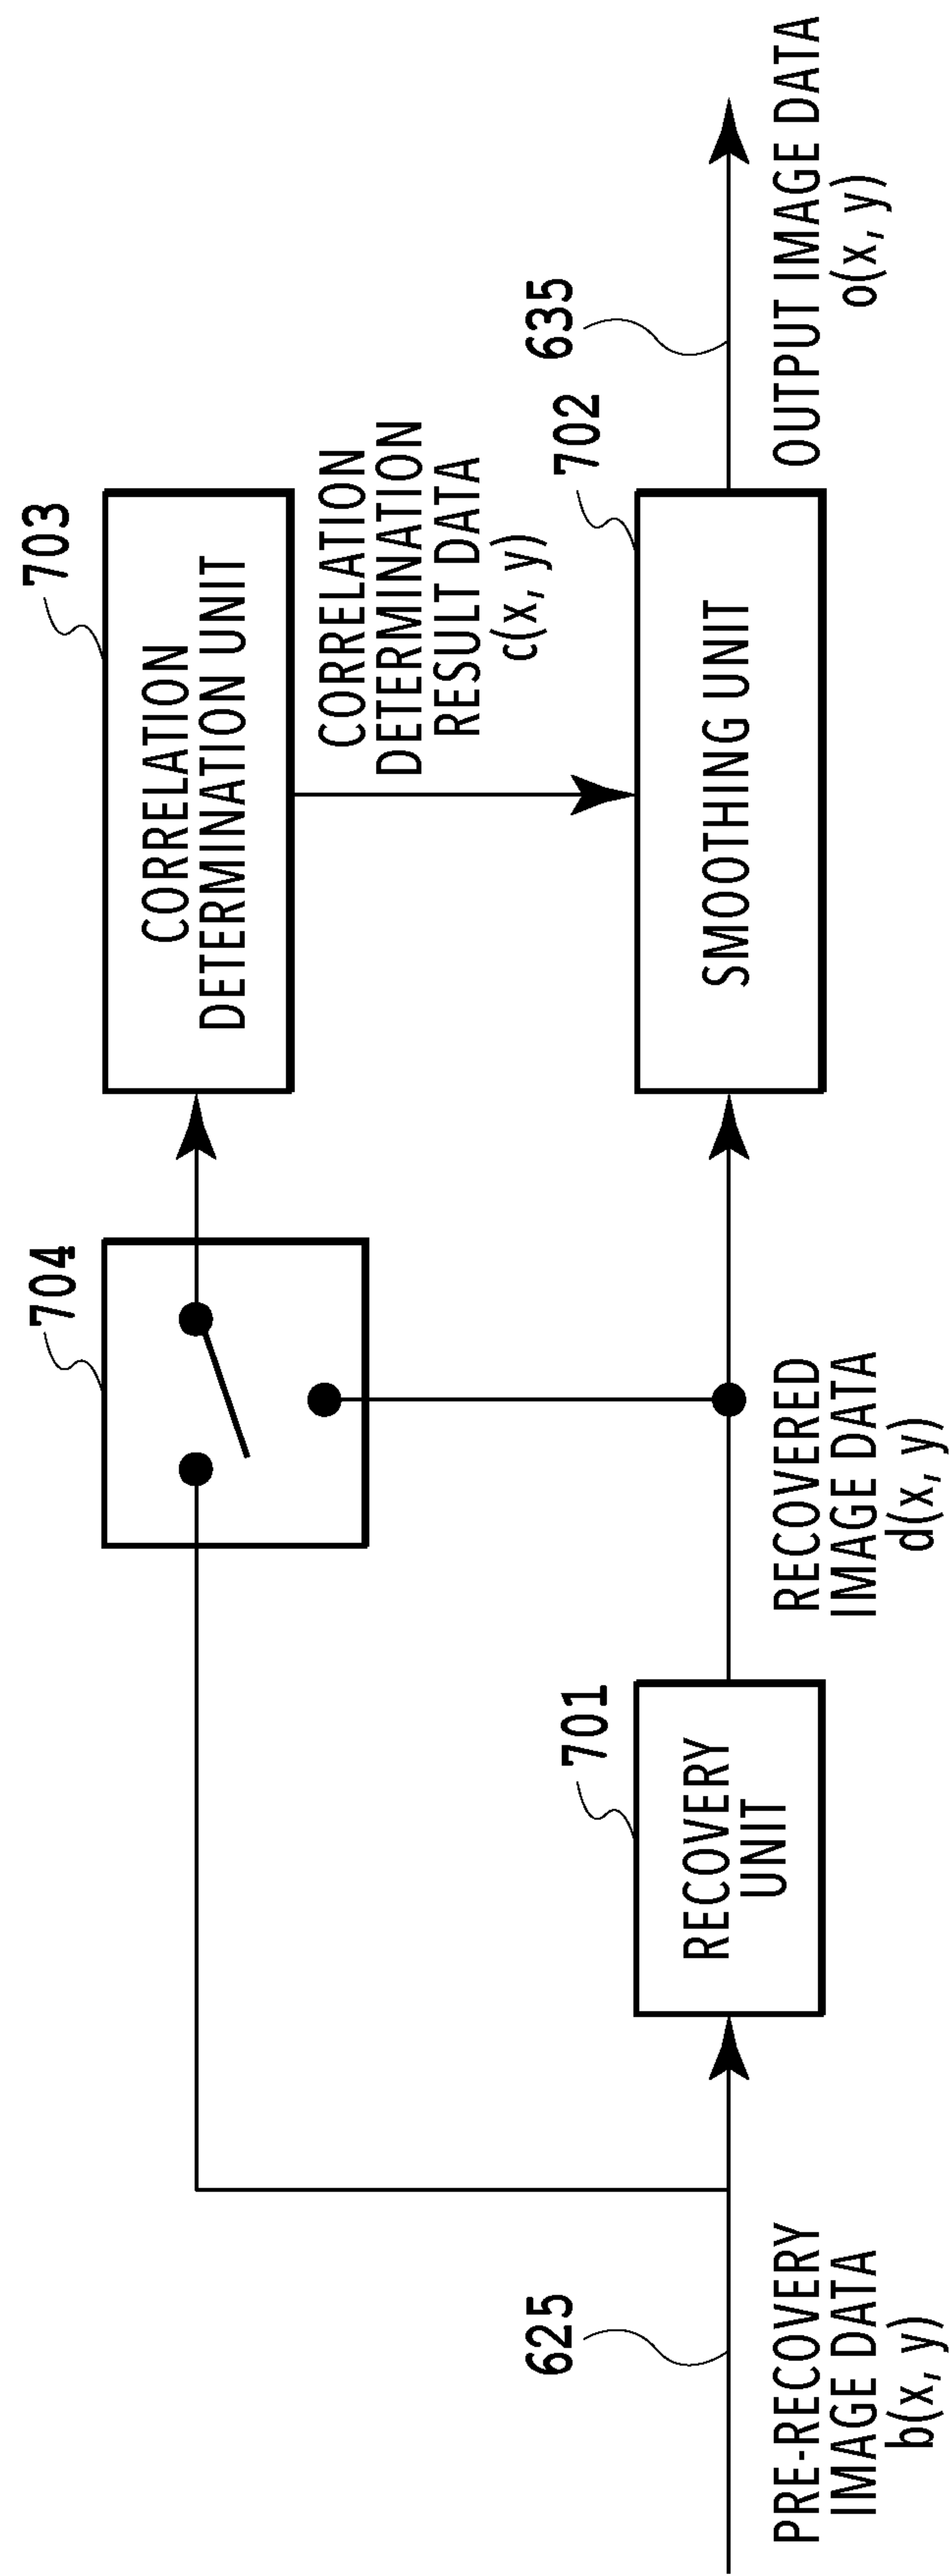 704
703
CORRELATION
DETERMINATION UNIT
CORRELATION
DETERMINATION
RESULT DATA
c(x, y)
625
PRE-RECOVERY
IMAGE DATA
b(x, y)
701
RECOVERY
UNIT
RECOVERED
IMAGE DATA
d(x, y)
702
SMOOTHING UNIT
635
OUTPUT IMAGE DATA
o(x, y)